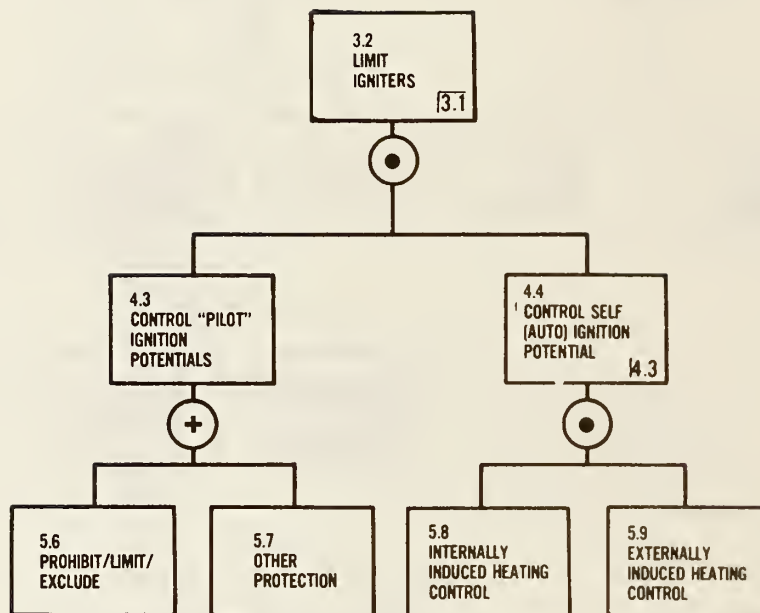 3.2
LIMIT
IGNITERS
3.1
4.3
CONTROL "PILOT"
IGNITION
POTENTIALS
4.4
CONTROL SELF
(AUTO) IGNITION
POTENTIAL
4.3
+
5.6
PROHIBIT/LIMIT/
EXCLUDE
5.7
OTHER
PROTECTION
5.8
INTERNALLY
INDUCED HEATING
CONTROL
5.9
EXTERNALLY
INDUCED HEATING
CONTROL